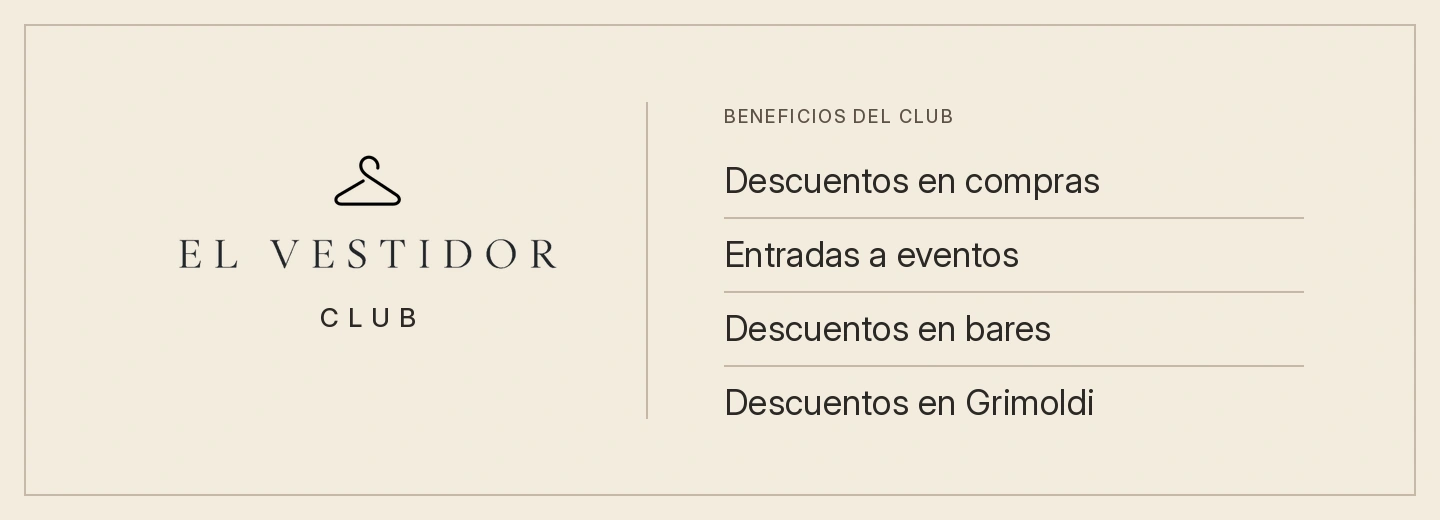 EL VESTIDOR
CLUB
BENEFICIOS DEL CLUB
Descuentos en compras
Entradas a eventos
Descuentos en bares
Descuentos en Grimoldi